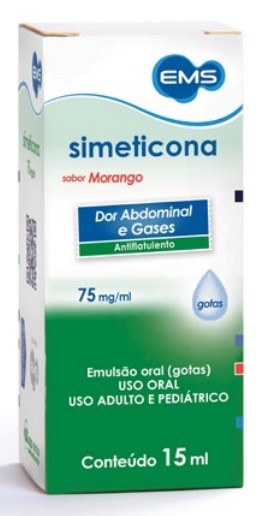 EMS
simeticona
sabor Morango
Dor Abdominal
e Gases
Antiflatulento
75 mg/ml
gotas
Emulsão oral (gotas)
USO ORAL
USO ADULTO E PEDIÁTRICO
Conteúdo 15 ml